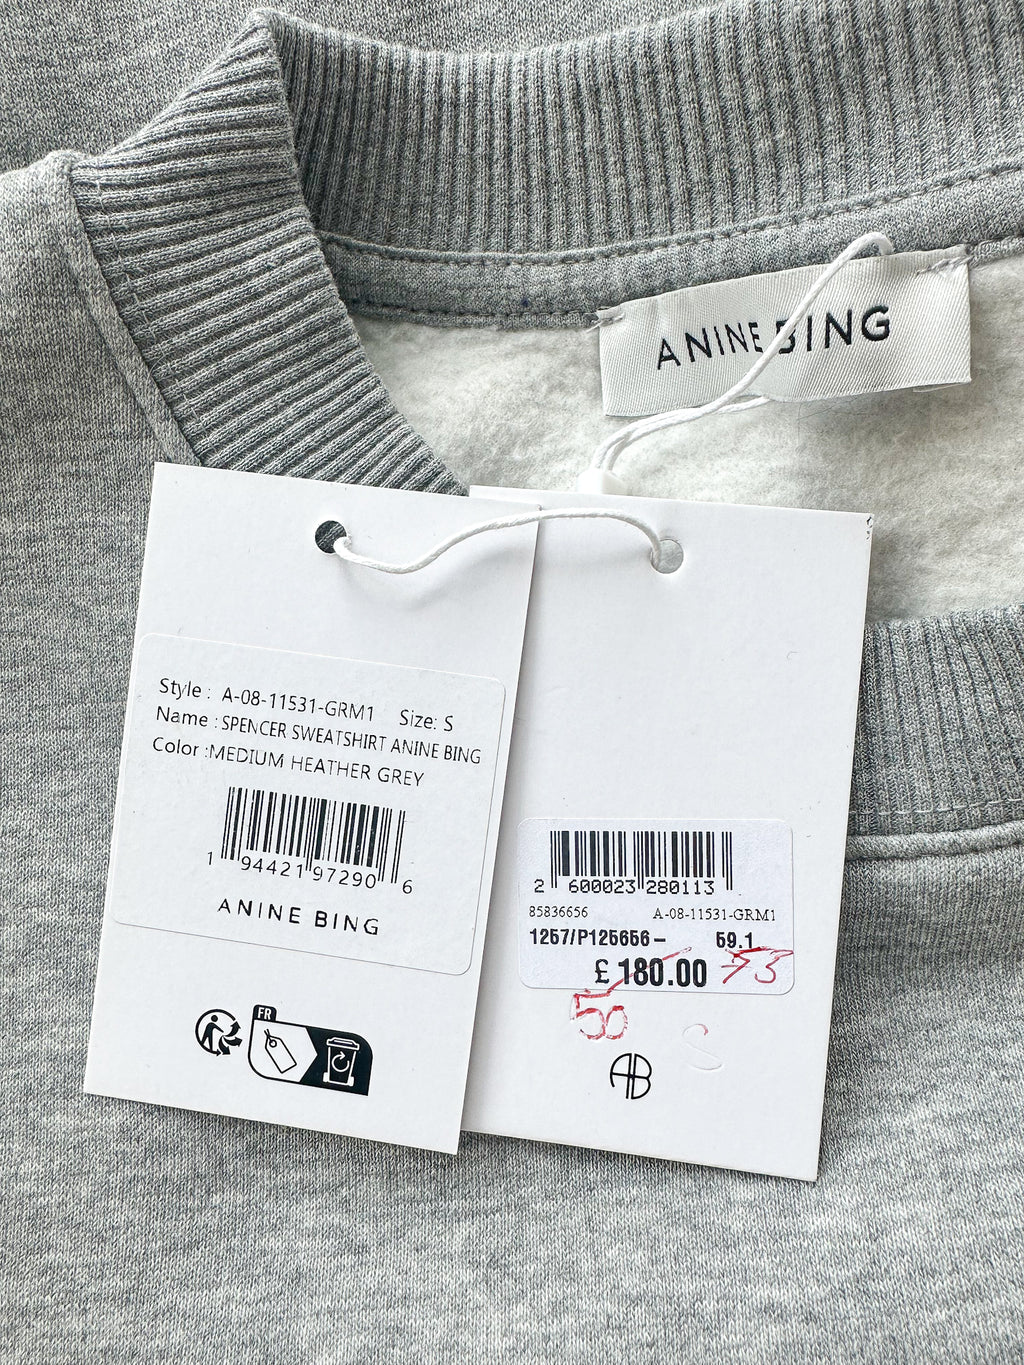 ANINE BING
Style : A-08-11531-GRM1 Size: S
Name : SPENCER SWEATSHIRT ANINE BING
Color :MEDIUM HEATHER GREY
1 94421 97290 6
ANINE BING
FR
2 600023 280113
85836656 A-08-11531-GRM1
1257/P125656- 59.1
£ 180.00 73
50
S
AB